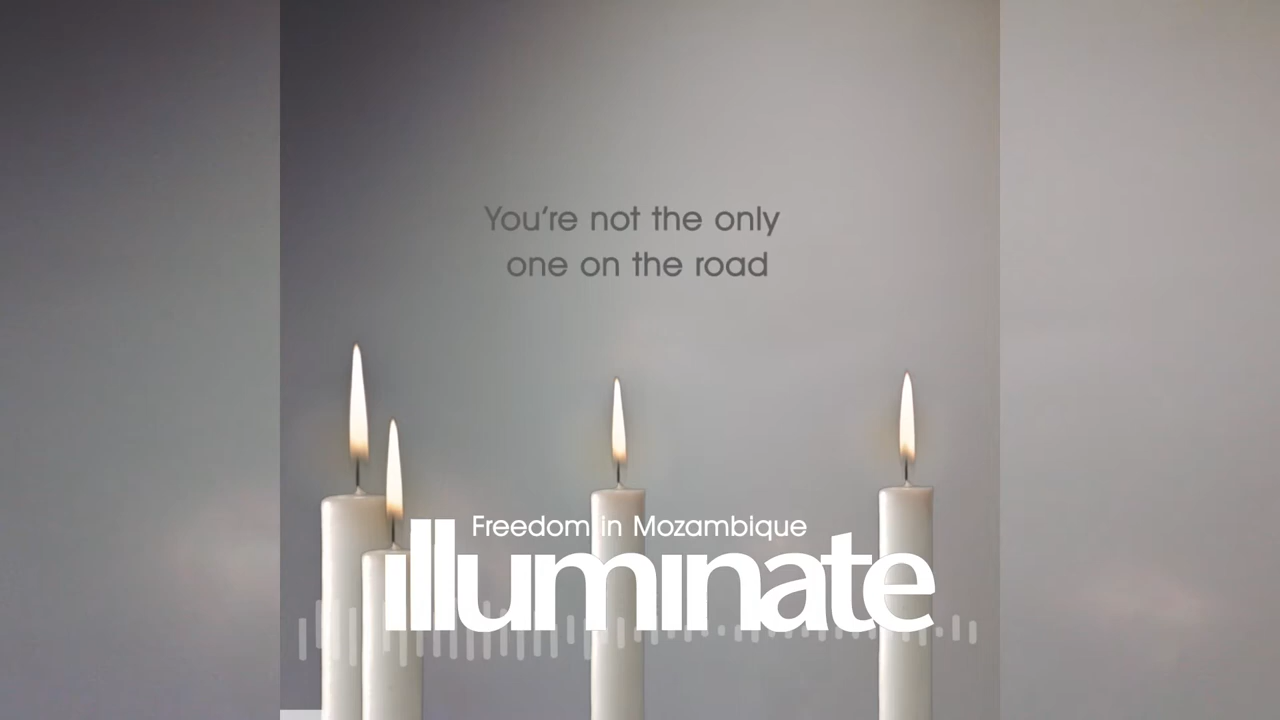 You're not the only
one on the road
Freedom in Mozambique
illuminate